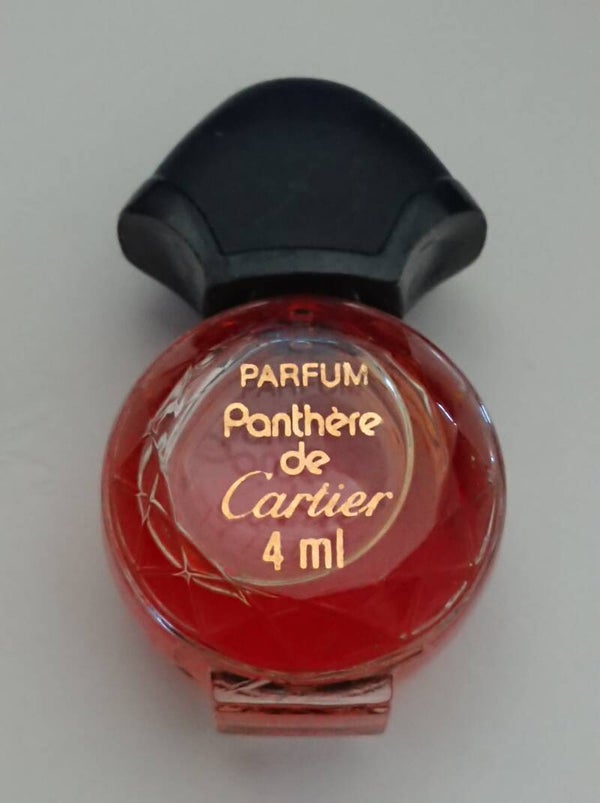 PARFUM
Panthère
de
Cartier
4 ml